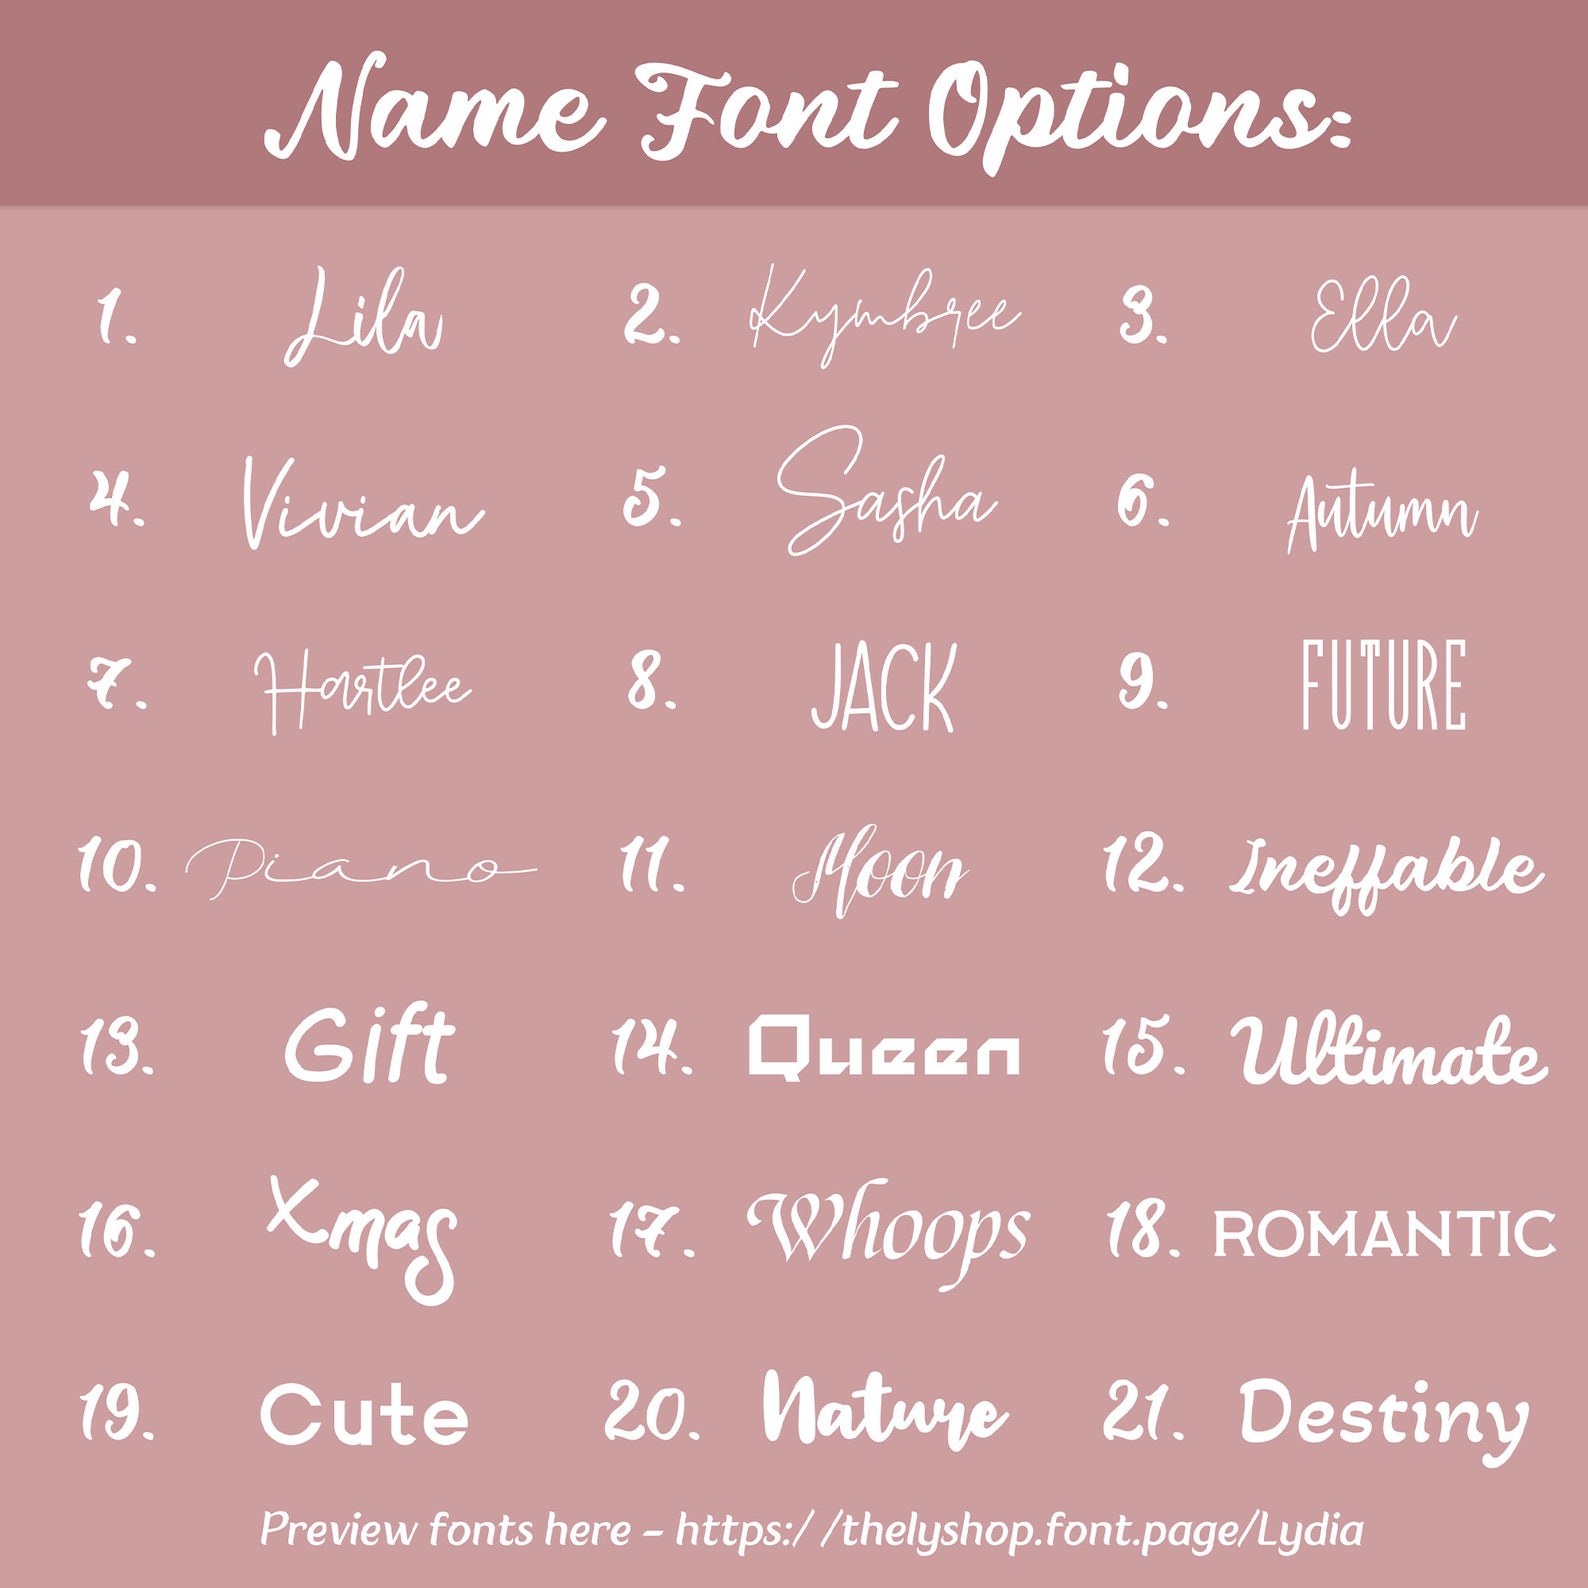 Name Font Options:
1. Lila 2. Kymbree 3. Ella
4. Vivian 5. Sasha 6. Autumn
7. Hartlee 8. JACK 9. FUTURE
10. Piano 11. Moon 12. Ineffable
13. Gift 14. Queen 15. Ultimate
16. Xmas 17. Whoops 18. ROMANTIC
19. Cute 20. Nature 21. Destiny
Preview fonts here - https:/ /thelyshop.font.page/Lydia